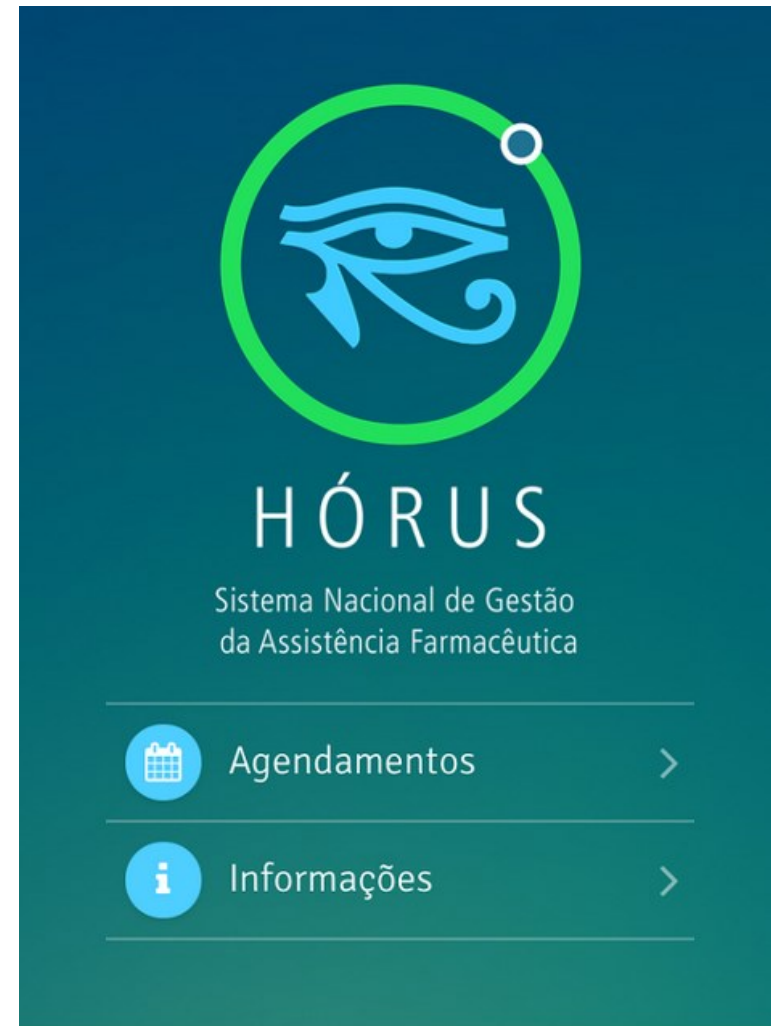 HÓRUS
Sistema Nacional de Gestão
da Assistência Farmacêutica
Agendamentos
Informações